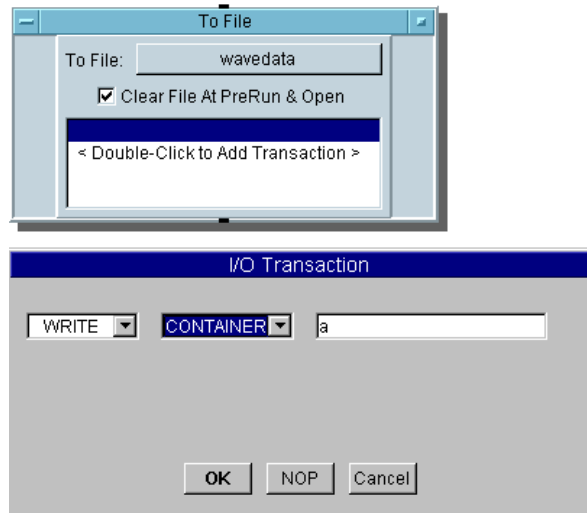 To File
To File: wavedata
Clear File At PreRun & Open
< Double-Click to Add Transaction >
I/O Transaction
WRITE CONTAINER a
OK NOP Cancel